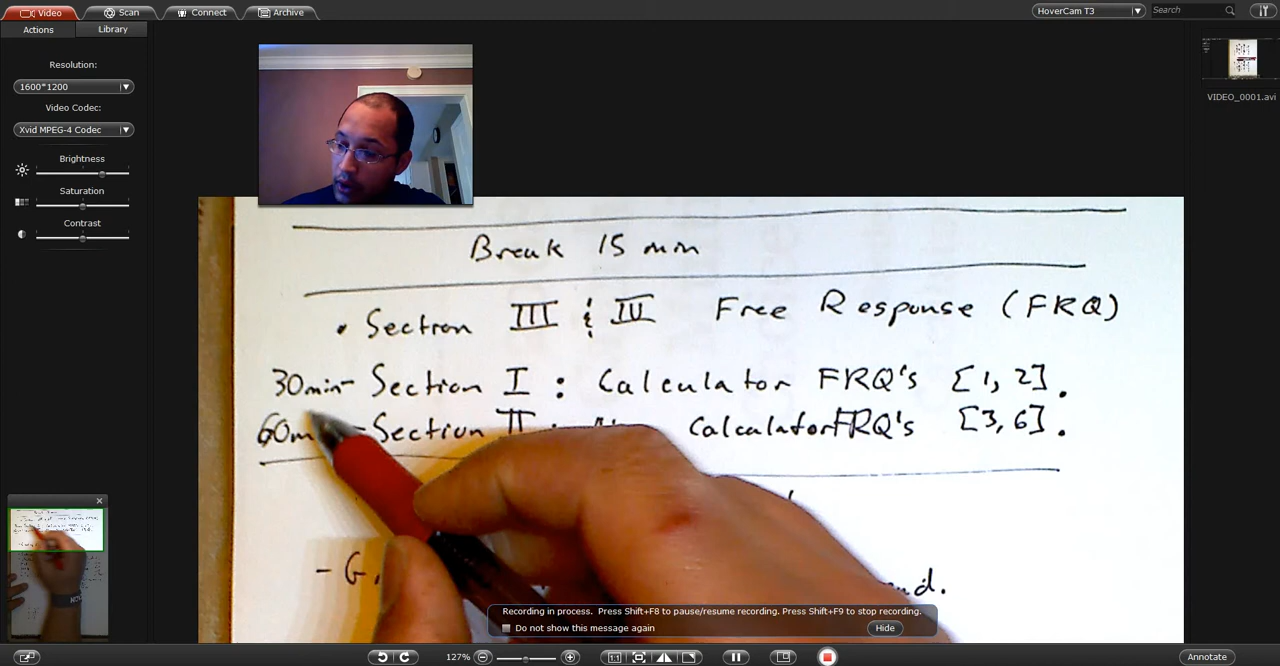 Video
Scan
Connect
Archive
HoverCam T3
Search
Actions
Library
Resolution:
1600*1200
Video Codec:
Xvid MPEG-4 Codec
Brightness
Saturation
Contrast
VIDEO_0001.avi
Break 15 min
• Section III & IV Free Response (FRQ)
30min- Section I : Calculator FRQ's [1, 2].
60m - Section II : Calculator FRQ's [3, 6].
- G.
nd.
Recording in process. Press Shift+F8 to pause/resume recording. Press Shift+F9 to stop recording.
Do not show this message again
Hide
127%
1:1
Annotate